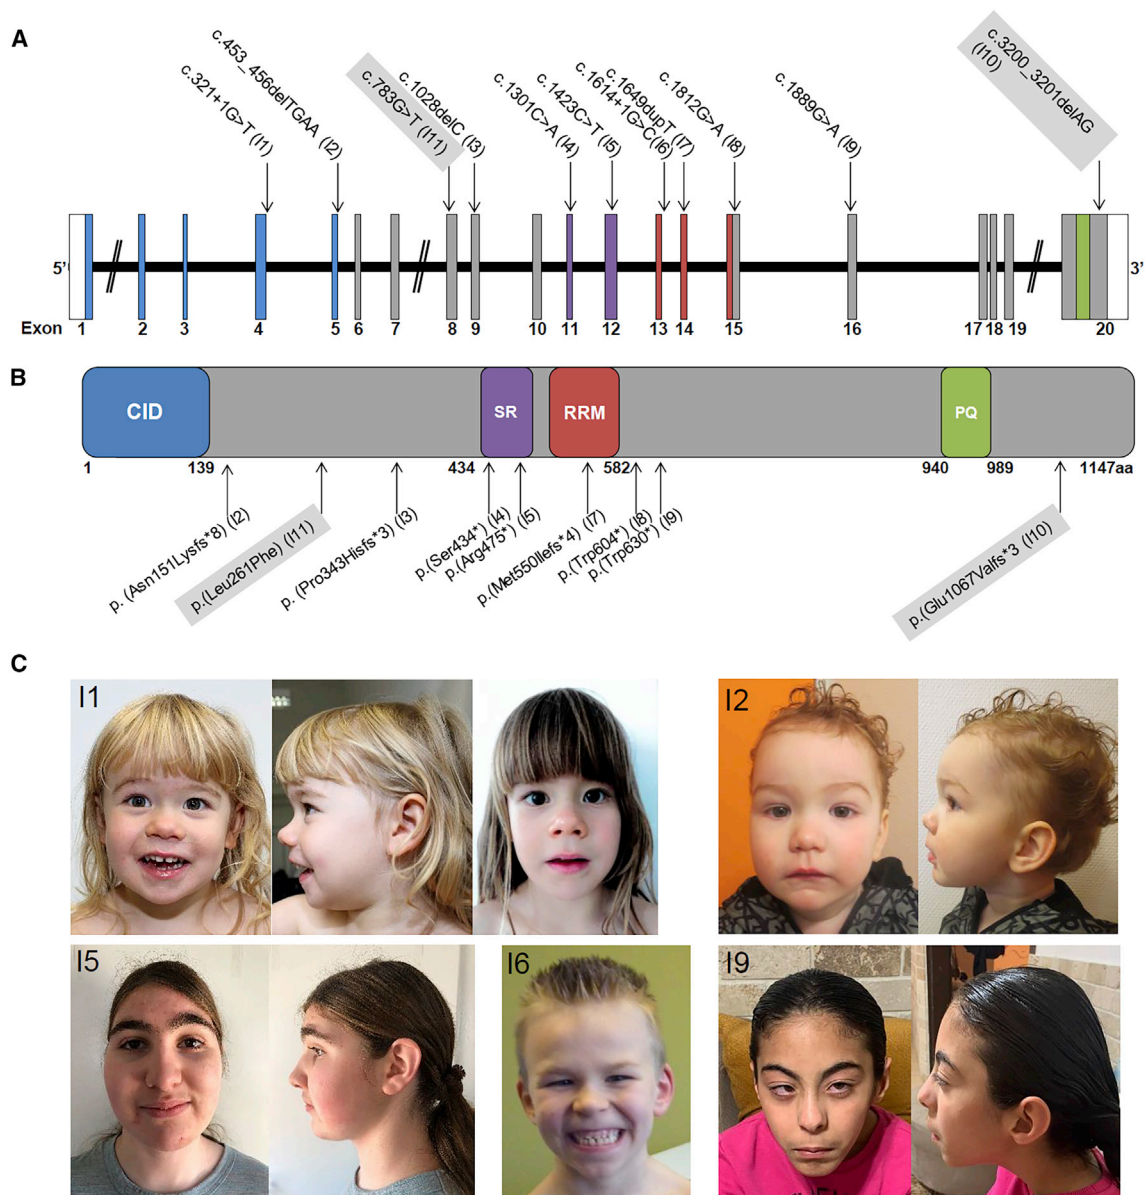 A
c.321+1G>T (I1)
c.453_456delTGAA (I2)
c.783G>T (I11)
c.1028delC (I3)
c.1301C>A (I4)
c.1423C>T (I5)
c.1614+1G>C(I6)
c.1649dupT (I7)
c.1812G>A (I8)
c.1889G>A (I9)
c.3200_3201delAG
(I10)
5’
3’
Exon 1 2 3 4 5 6 7 8 9 10 11 12 13 14 15 16 17 18 19 20
B
CID SR RRM PQ
1 139 434 582 940 989 1147aa
p. (Asn151Lysfs*8) (I2)
p.(Leu261Phe) (I11)
p. (Pro343Hisfs*3) (I3)
p.(Ser434*) (I4)
p.(Arg475*) (I5)
p.(Met550Ilefs*4) (I7)
p.(Trp604*) (I8)
p.(Trp630*) (I9)
p.(Glu1067Valfs*3 (I10)
C
I1
I2
I5
I6
I9